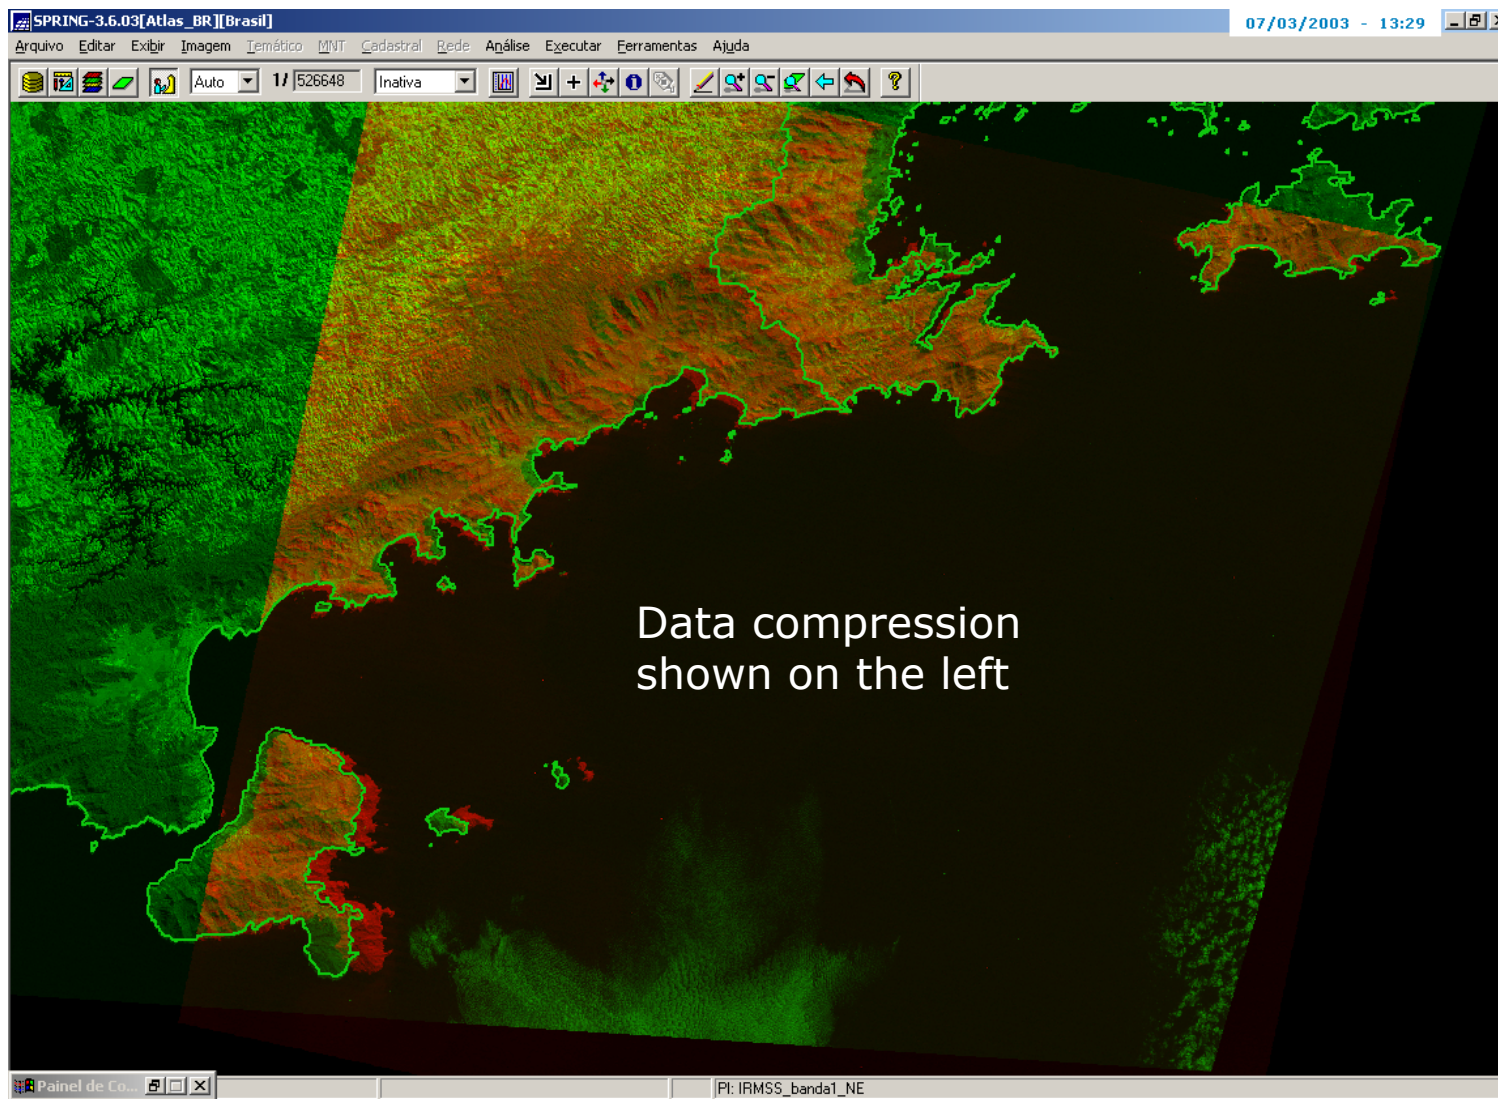 SPRING-3.6.03[Atlas_BR][Brasil]
07/03/2003 - 13:29
Arquivo Editar Exibir Imagem Temático MNT Cadastral Rede Análise Executar Ferramentas Ajuda
Auto 1/ 526648 Inativa
Data compression
shown on the left
Painel de Co...
PI: IRMSS_banda1_NE